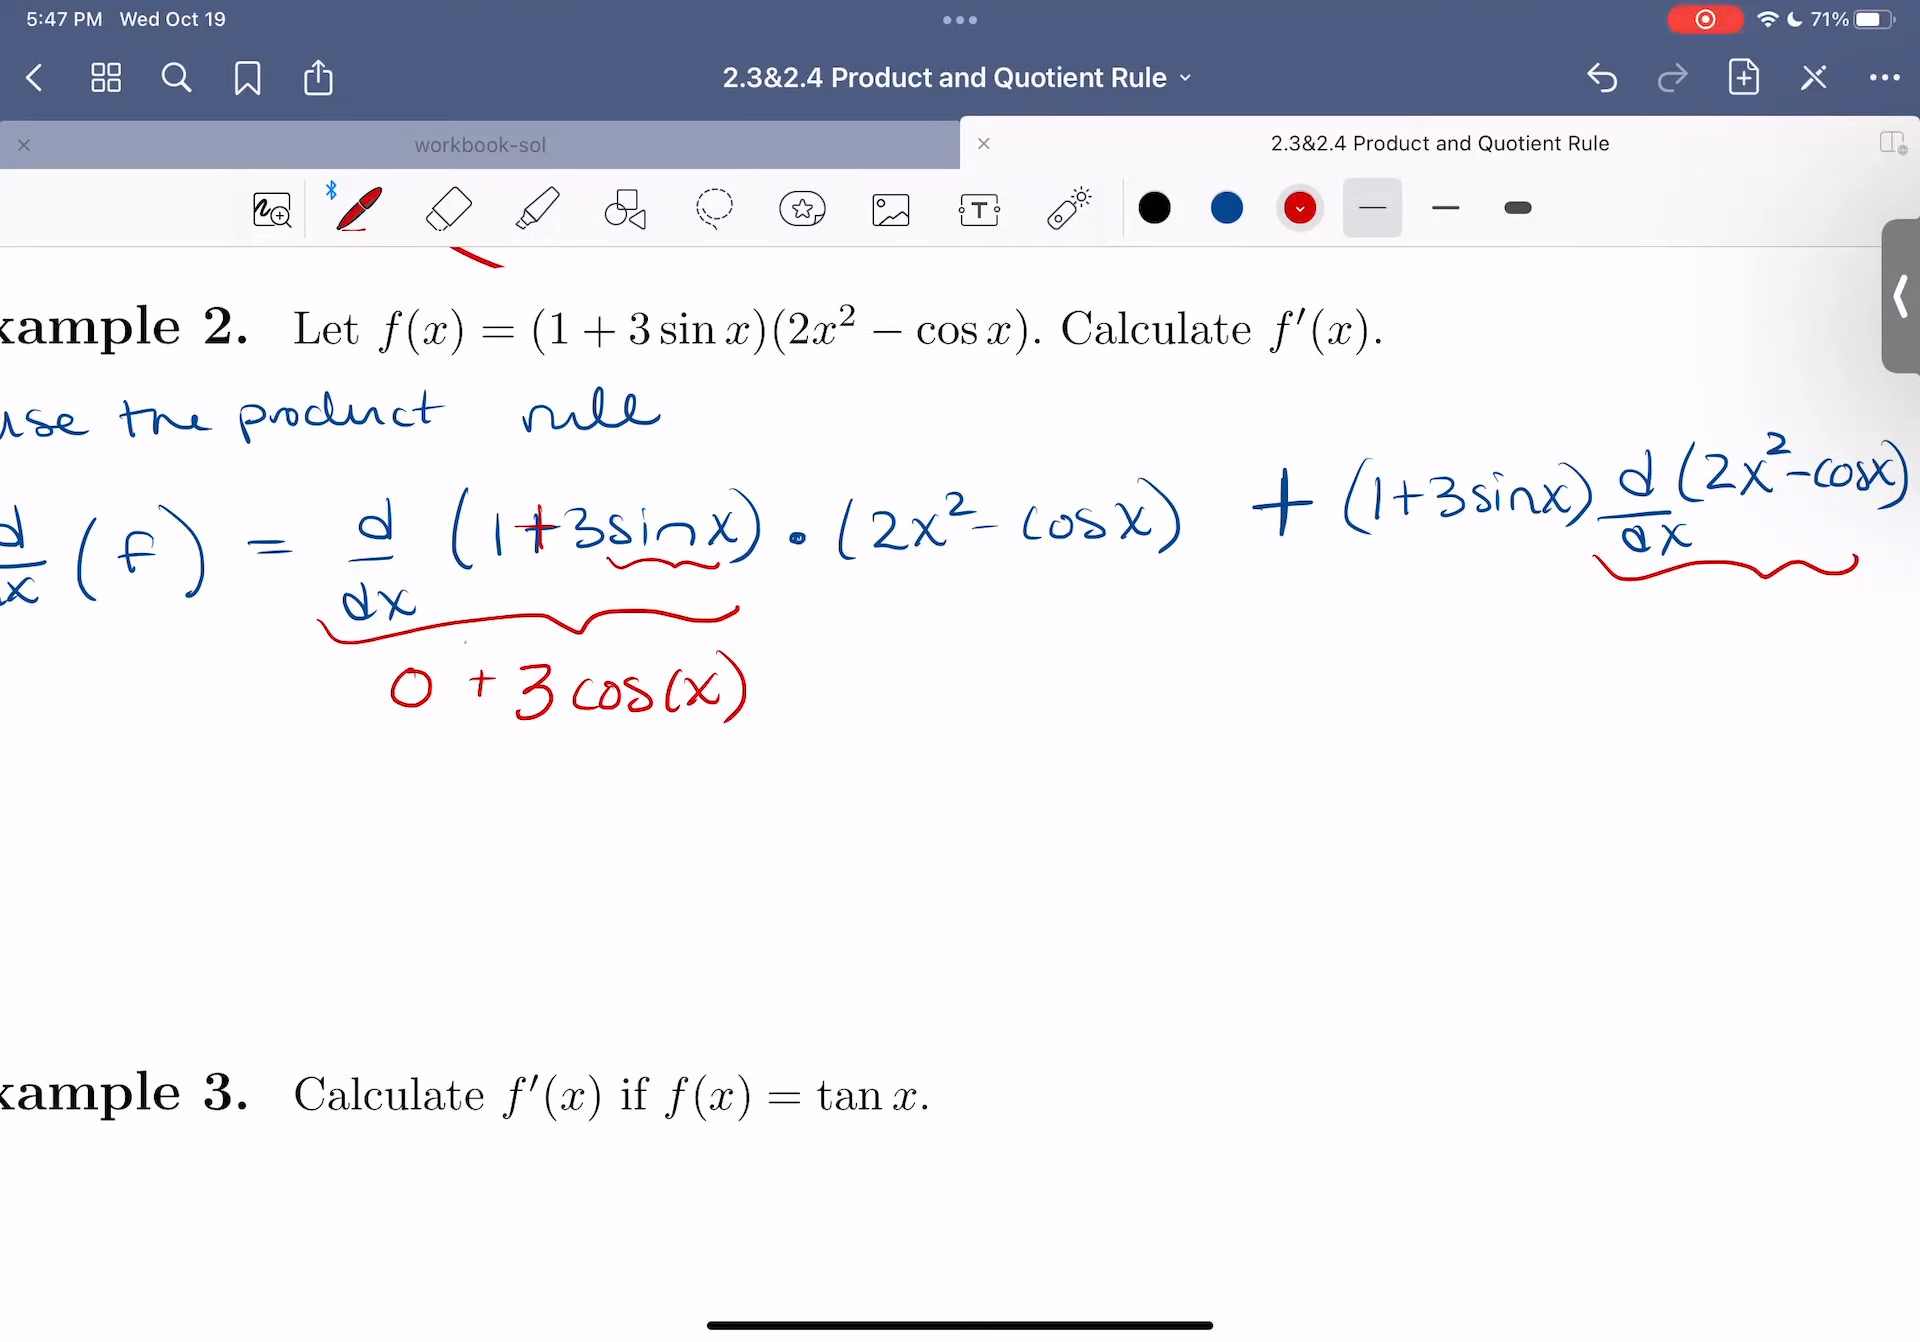 5:47 PM Wed Oct 19
71%
2.3&2.4 Product and Quotient Rule
workbook-sol
2.3&2.4 Product and Quotient Rule
xample 2. Let f(x) = (1 + 3 sin x)(2x² − cos x). Calculate f′(x).
use the product rule
d/x (f) = d/dx (1+3sinx) · (2x² - cosx) + (1+3sinx) d/dx (2x²-cosx)
0 + 3 cos(x)
xample 3. Calculate f′(x) if f(x) = tan x.